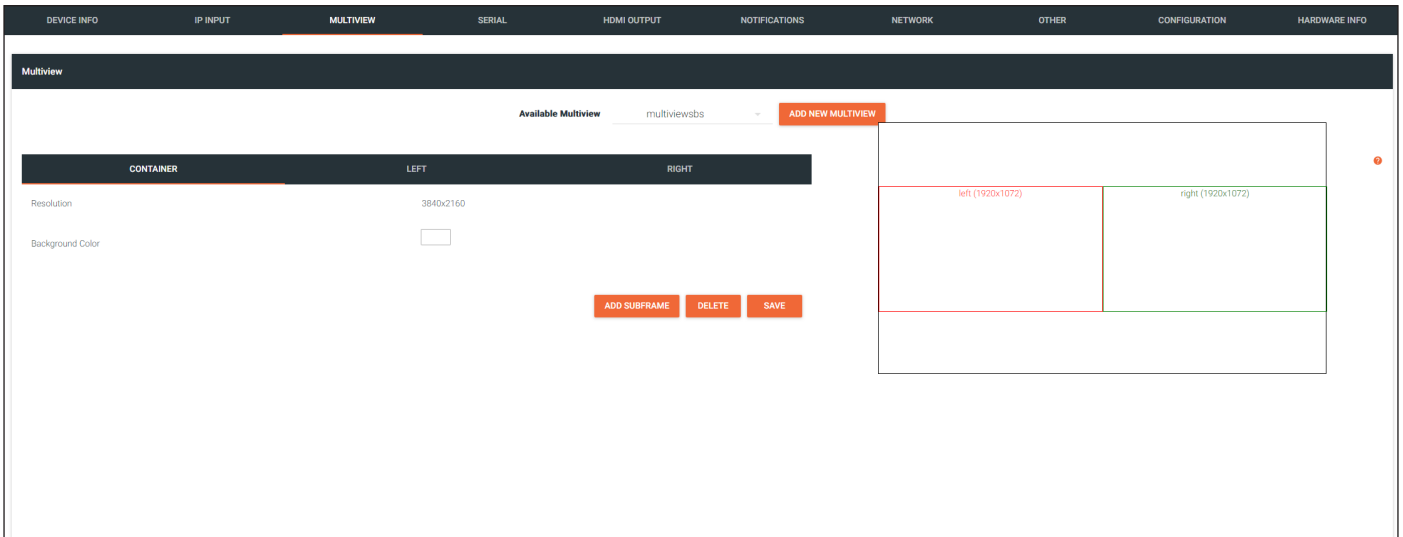 DEVICE INFO IP INPUT MULTIVIEW SERIAL HDMI OUTPUT NOTIFICATIONS NETWORK OTHER CONFIGURATION HARDWARE INFO
Multiview
Available Multiview multiviewsbs ADD NEW MULTIVIEW
CONTAINER LEFT RIGHT
?
left (1920x1072) right (1920x1072)
Resolution 3840x2160
Background Color
ADD SUBFRAME DELETE SAVE